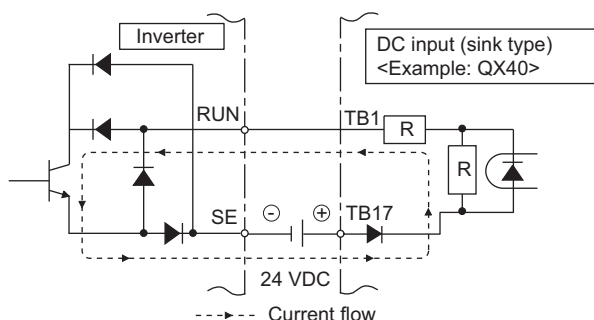 Inverter
DC input (sink type)
<Example: QX40>
RUN
TB1
R
R
SE
⊖
⊕
TB17
24 VDC
Current flow